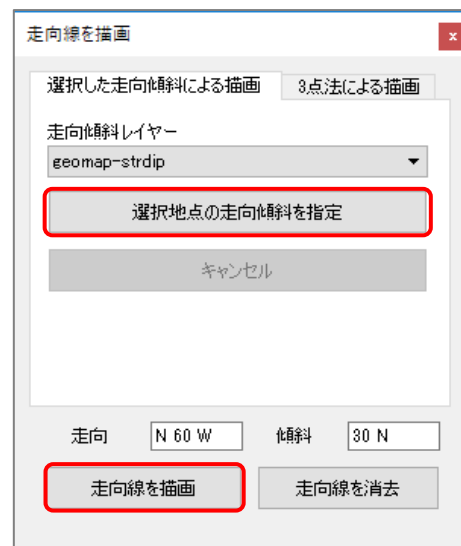 走向線を描画
x
選択した走向傾斜による描画 3点法による描画
走向傾斜レイヤー
geomap-strdip
選択地点の走向傾斜を指定
キャンセル
走向 N 60 W 傾斜 30 N
走向線を描画 走向線を消去